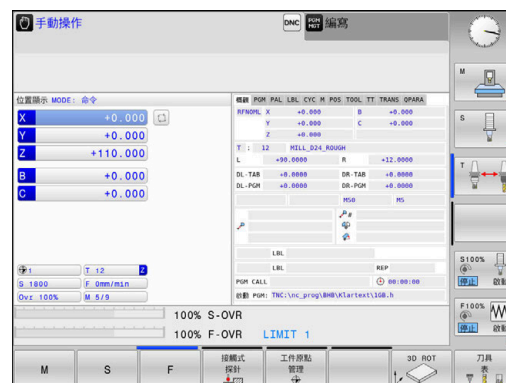 手動操作
DNC
PGM MGT
編寫
位置顯示 MODE: 命令
X +0.000
Y +0.000
Z +110.000
B +0.000
C +0.000
1 T 12 Z
S 1800 F 0mm/min
Ovr 100% M 5/9
概觀 PGM PAL LBL CYC M POS TOOL TT TRANS QPARA
RFNOML X +0.000 B +0.000
Y +0.000 C +0.000
Z +0.000
T : 12 MILL_D24_ROUGH
L +90.0000 R +12.0000
DL-TAB +0.0000 DR-TAB +0.0000
DL-PGM +0.0000 DR-PGM +0.0000
M50 M5
LBL
LBL REP
PGM CALL 00:00:00
啟動 PGM: TNC:\nc_prog\BHB\Klartext\1GB.h
100% S-OVR
100% F-OVR LIMIT 1
M
S
F
接觸式
探針
工件原點
管理
3D ROT
刀具
表
M
S
T
S100%
停止 啟動
F100%
停止 啟動